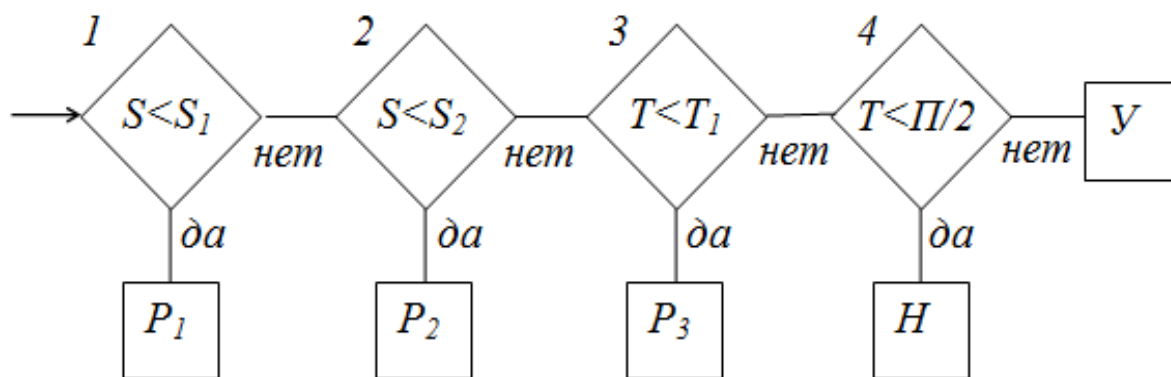 1 2 3 4
S<S₁ S<S₂ T<T₁ T<П/2 У
нет нет нет нет
да да да да
P₁ P₂ P₃ H